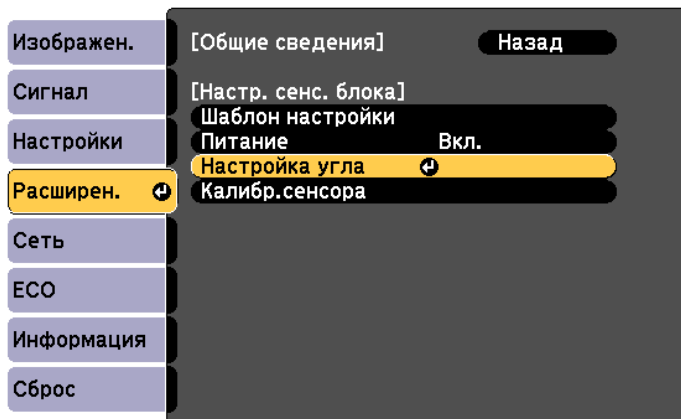 Изображен.
Сигнал
Настройки
Расширен.
Сеть
ECO
Информация
Сброс
[Общие сведения] Назад
[Настр. сенс. блока]
Шаблон настройки
Питание Вкл.
Настройка угла
Калибр.сенсора